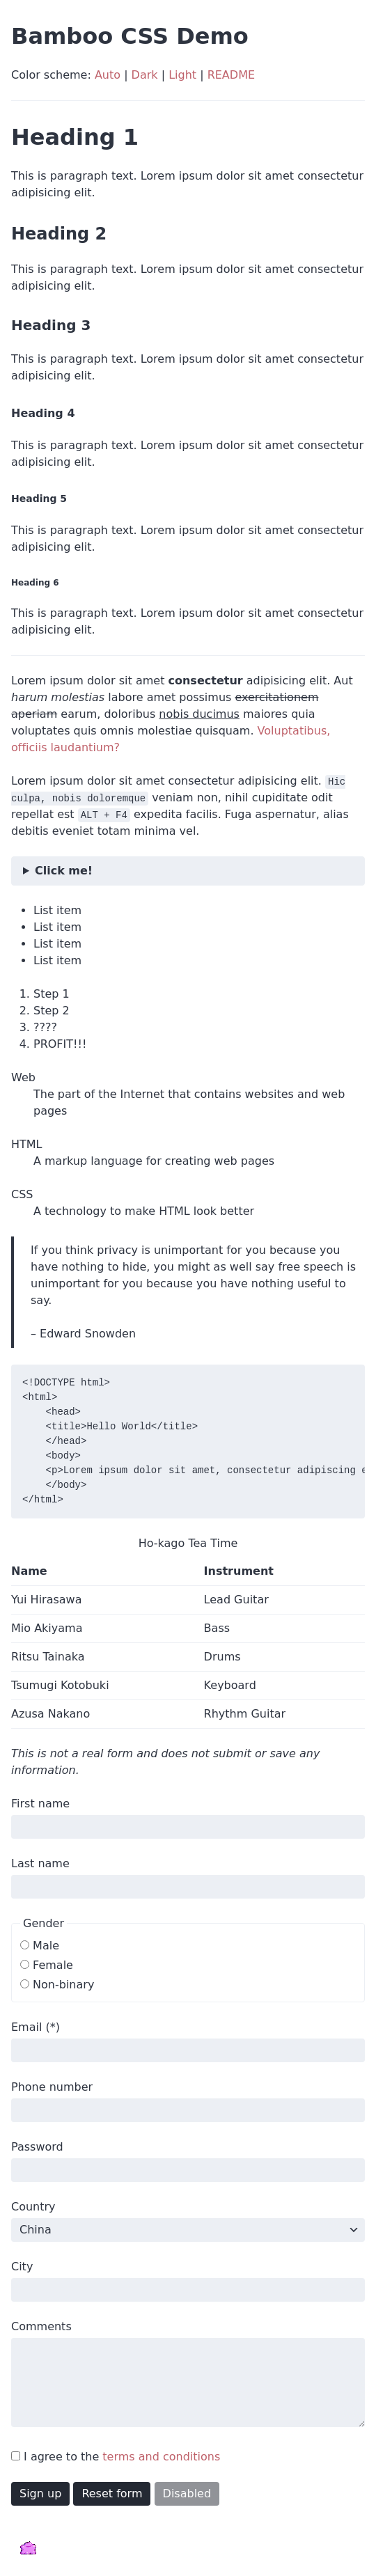 Bamboo CSS Demo
Color scheme: Auto | Dark | Light | README
Heading 1
This is paragraph text. Lorem ipsum dolor sit amet consectetur
adipisicing elit.
Heading 2
This is paragraph text. Lorem ipsum dolor sit amet consectetur
adipisicing elit.
Heading 3
This is paragraph text. Lorem ipsum dolor sit amet consectetur
adipisicing elit.
Heading 4
This is paragraph text. Lorem ipsum dolor sit amet consectetur
adipisicing elit.
Heading 5
This is paragraph text. Lorem ipsum dolor sit amet consectetur
adipisicing elit.
Heading 6
This is paragraph text. Lorem ipsum dolor sit amet consectetur
adipisicing elit.
Lorem ipsum dolor sit amet consectetur adipisicing elit. Aut
harum molestias labore amet possimus exercitationem
aperiam earum, doloribus nobis ducimus maiores quia
voluptates quis omnis molestiae quisquam. Voluptatibus,
officiis laudantium?
Lorem ipsum dolor sit amet consectetur adipisicing elit. Hic
culpa, nobis doloremque veniam non, nihil cupiditate odit
repellat est ALT + F4 expedita facilis. Fuga aspernatur, alias
debitis eveniet totam minima vel.
Click me!
• List item
• List item
• List item
• List item
1. Step 1
2. Step 2
3. ????
4. PROFIT!!!
Web
The part of the Internet that contains websites and web
pages
HTML
A markup language for creating web pages
CSS
A technology to make HTML look better
If you think privacy is unimportant for you because you
have nothing to hide, you might as well say free speech is
unimportant for you because you have nothing useful to
say.
– Edward Snowden
<!DOCTYPE html>
<html>
<head>
<title>Hello World</title>
</head>
<body>
<p>Lorem ipsum dolor sit amet, consectetur adipiscing e
</body>
</html>
Ho-kago Tea Time
Name Instrument
Yui Hirasawa Lead Guitar
Mio Akiyama Bass
Ritsu Tainaka Drums
Tsumugi Kotobuki Keyboard
Azusa Nakano Rhythm Guitar
This is not a real form and does not submit or save any
information.
First name
Last name
Gender
Male
Female
Non-binary
Email (*)
Phone number
Password
Country
China
City
Comments
I agree to the terms and conditions
Sign up Reset form Disabled